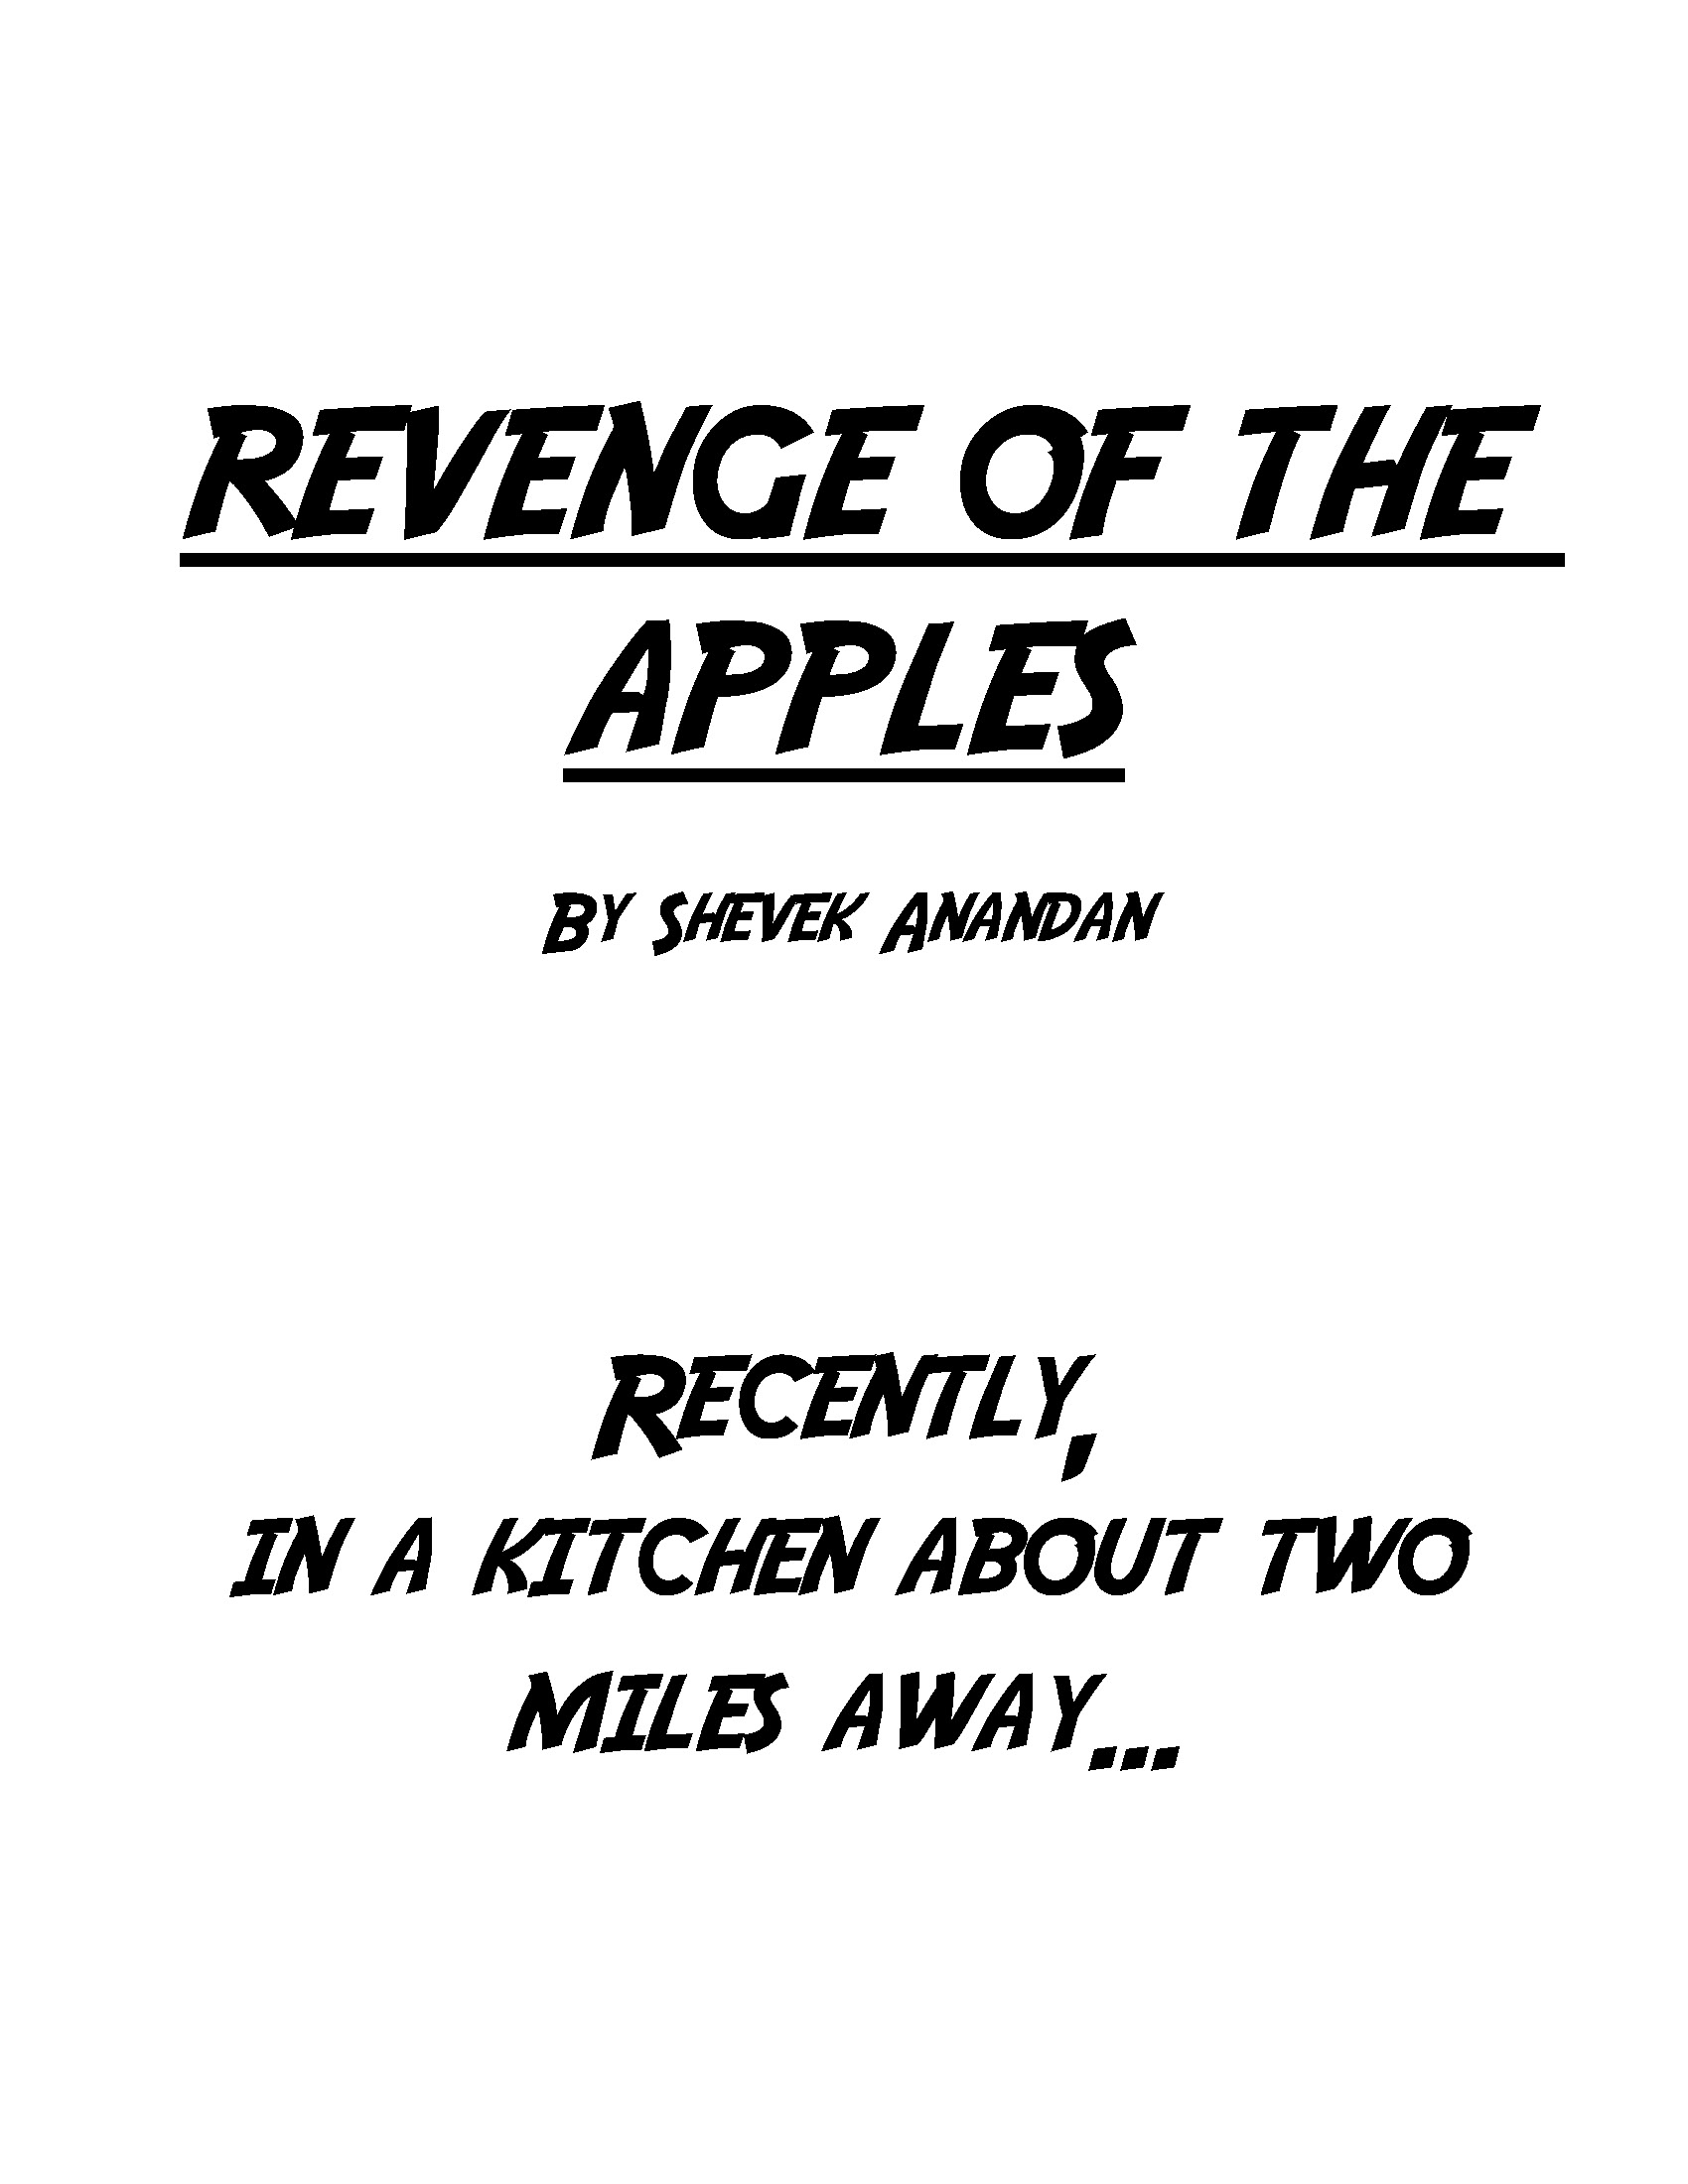 REVENGE OF THE
APPLES
BY SHEVEK ANANDAN
RECENTLY,
IN A KITCHEN ABOUT TWO
MILES AWAY...